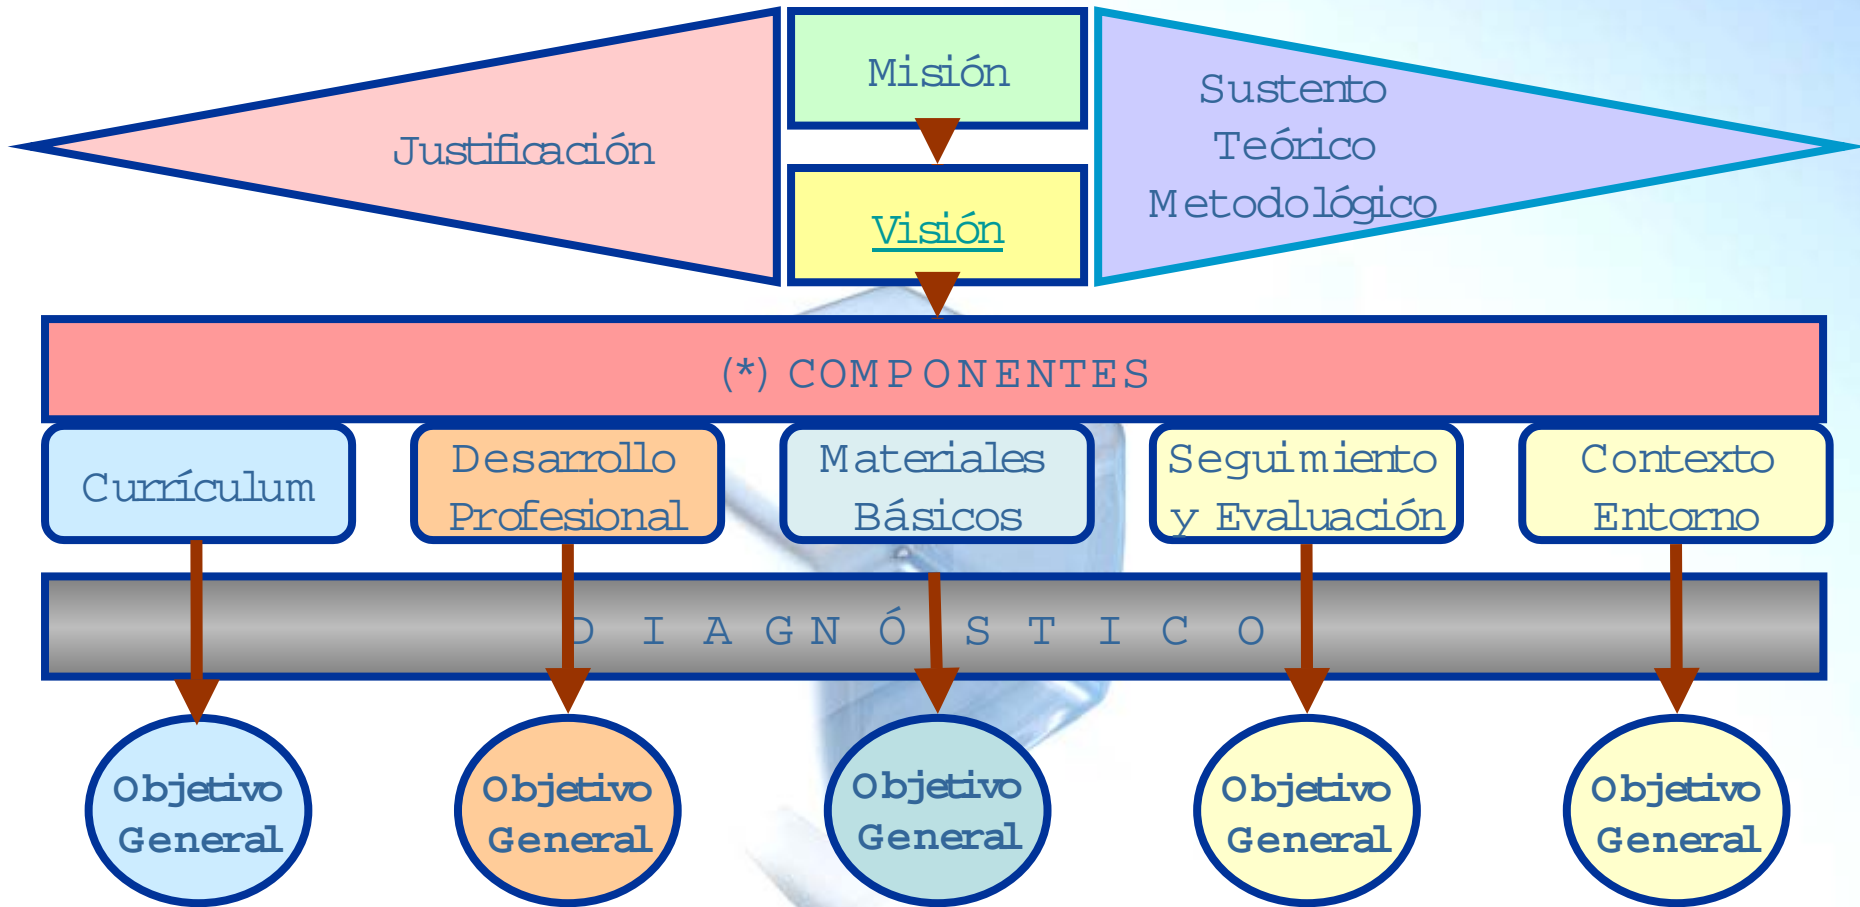 Misión
Justificación
Sustento
Teórico
Metodológico
Visión
(*) COMPONENTES
Currículum
Desarrollo
Profesional
Materiales
Básicos
Seguimiento
y Evaluación
Contexto
Entorno
DIAGNÓSTICO
Objetivo
General
Objetivo
General
Objetivo
General
Objetivo
General
Objetivo
General